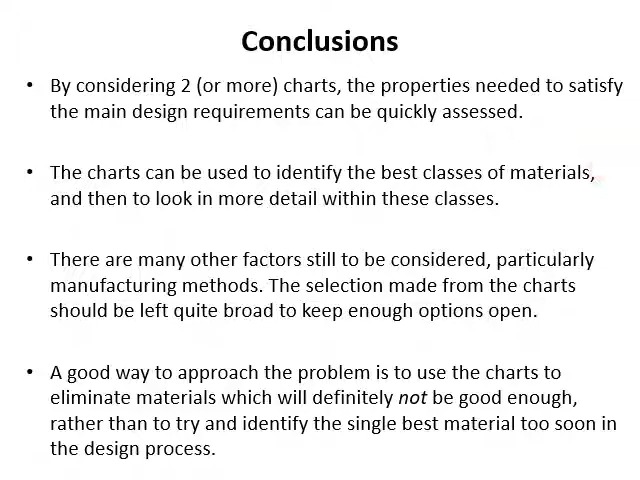 Conclusions
• By considering 2 (or more) charts, the properties needed to satisfy
the main design requirements can be quickly assessed.
• The charts can be used to identify the best classes of materials,
and then to look in more detail within these classes.
• There are many other factors still to be considered, particularly
manufacturing methods. The selection made from the charts
should be left quite broad to keep enough options open.
• A good way to approach the problem is to use the charts to
eliminate materials which will definitely not be good enough,
rather than to try and identify the single best material too soon in
the design process.